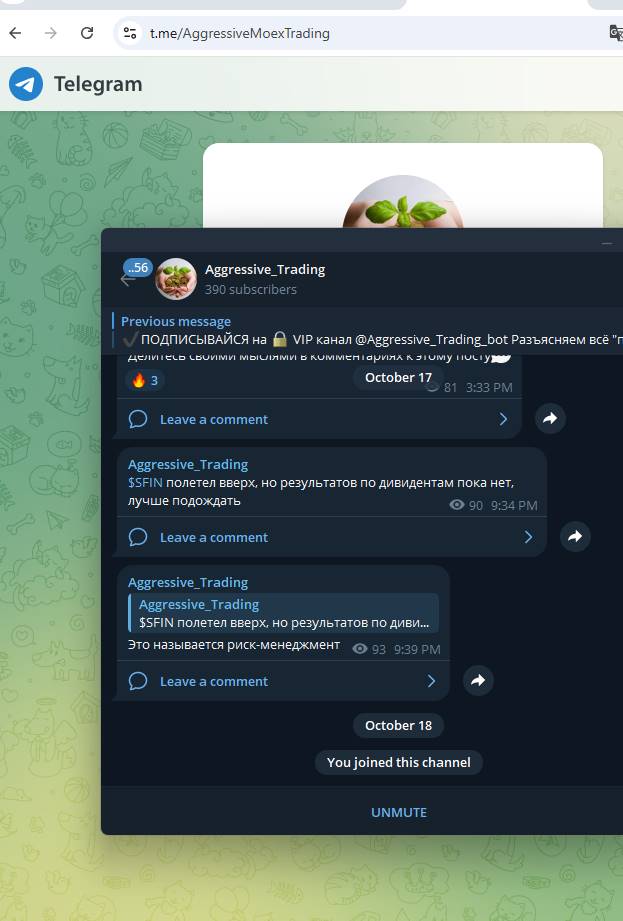 t.me/AggressiveMoexTrading
Telegram
..56
Aggressive_Trading
390 subscribers
Previous message
✔️ПОДПИСЫВАЙСЯ на 🔒 VIP канал @Aggressive_Trading_bot Разъясняем всё "п
Делитесь своими мыслями в комментариях к этому посту💬
🔥 3
October 17
81 3:33 PM
Leave a comment
Aggressive_Trading
$SFIN полетел вверх, но результатов по дивидентам пока нет,
лучше подождать
90 9:34 PM
Leave a comment
Aggressive_Trading
Aggressive_Trading
$SFIN полетел вверх, но результатов по диви...
Это называется риск-менеджмент
93 9:39 PM
Leave a comment
October 18
You joined this channel
UNMUTE